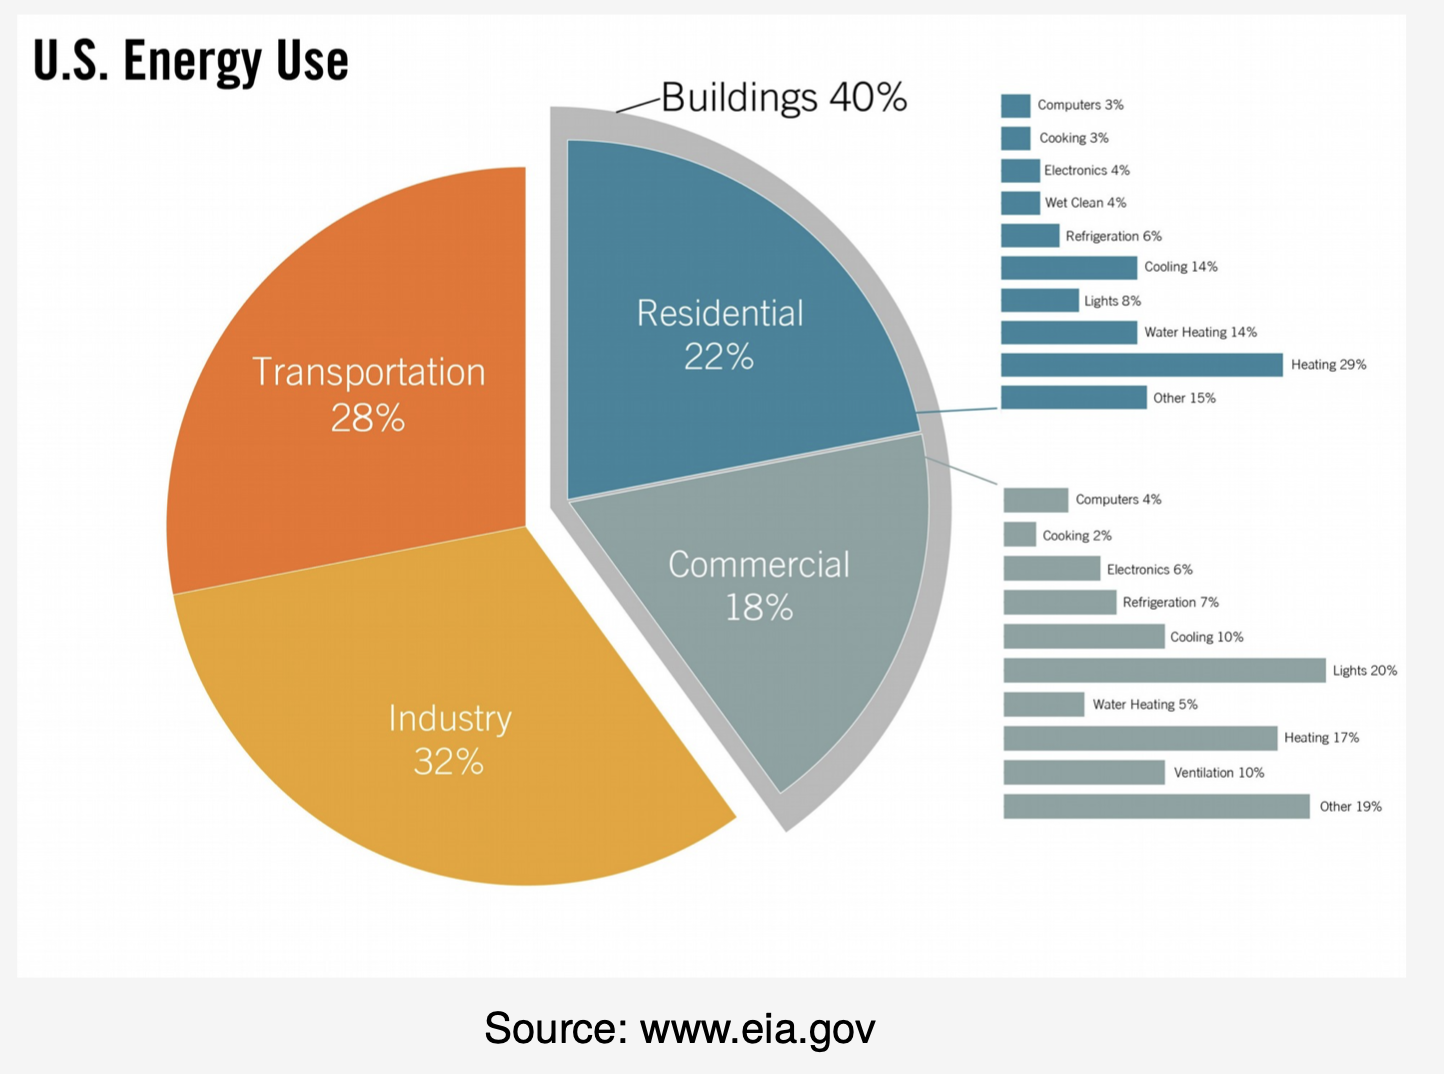 U.S. Energy Use
Buildings 40%
Transportation
28%
Residential
22%
Commercial
18%
Industry
32%
Computers 3%
Cooking 3%
Electronics 4%
Wet Clean 4%
Refrigeration 6%
Cooling 14%
Lights 8%
Water Heating 14%
Heating 29%
Other 15%
Computers 4%
Cooking 2%
Electronics 6%
Refrigeration 7%
Cooling 10%
Lights 20%
Water Heating 5%
Heating 17%
Ventilation 10%
Other 19%
Source: www.eia.gov